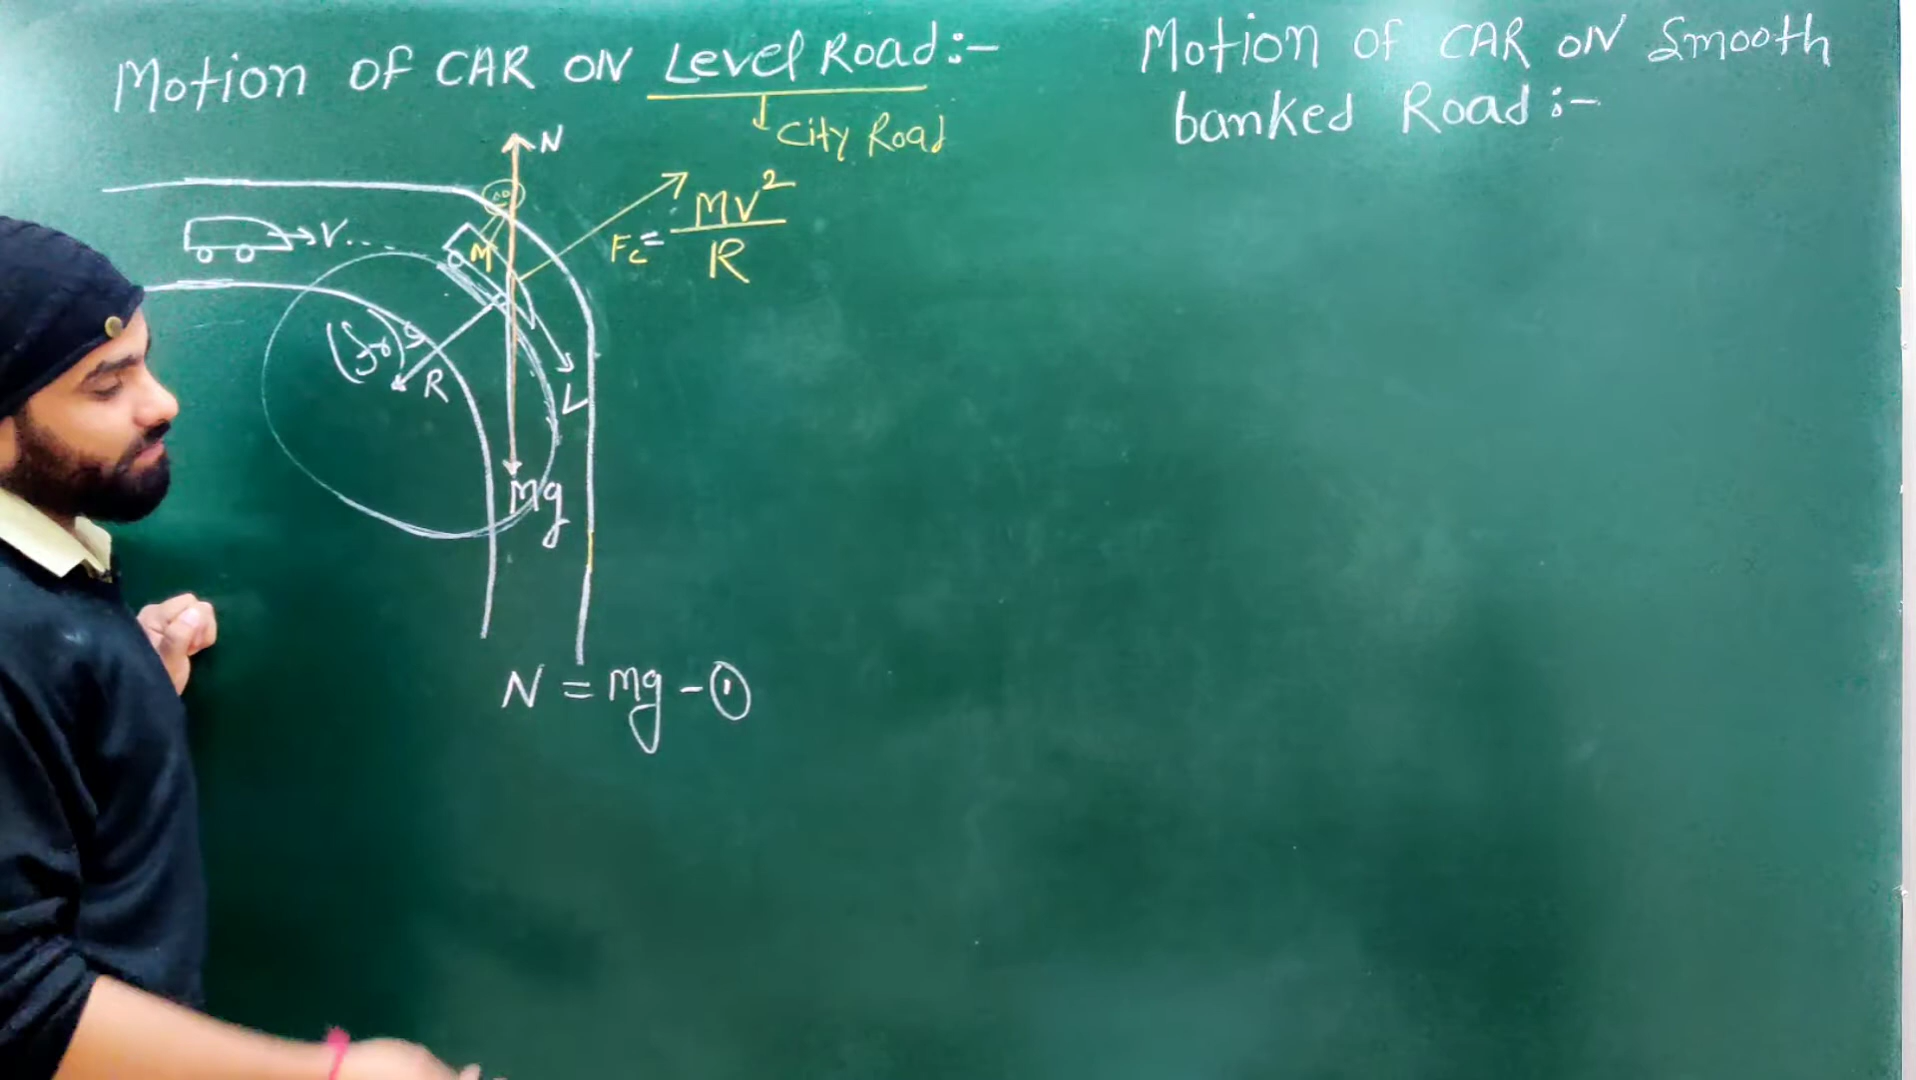 Motion OF CAR ON Level Road:-
City Road
N
V
M
Fc = MV²/R
(fr)
R
Mg
N = Mg - ①
Motion OF CAR ON Smooth
banked Road :-